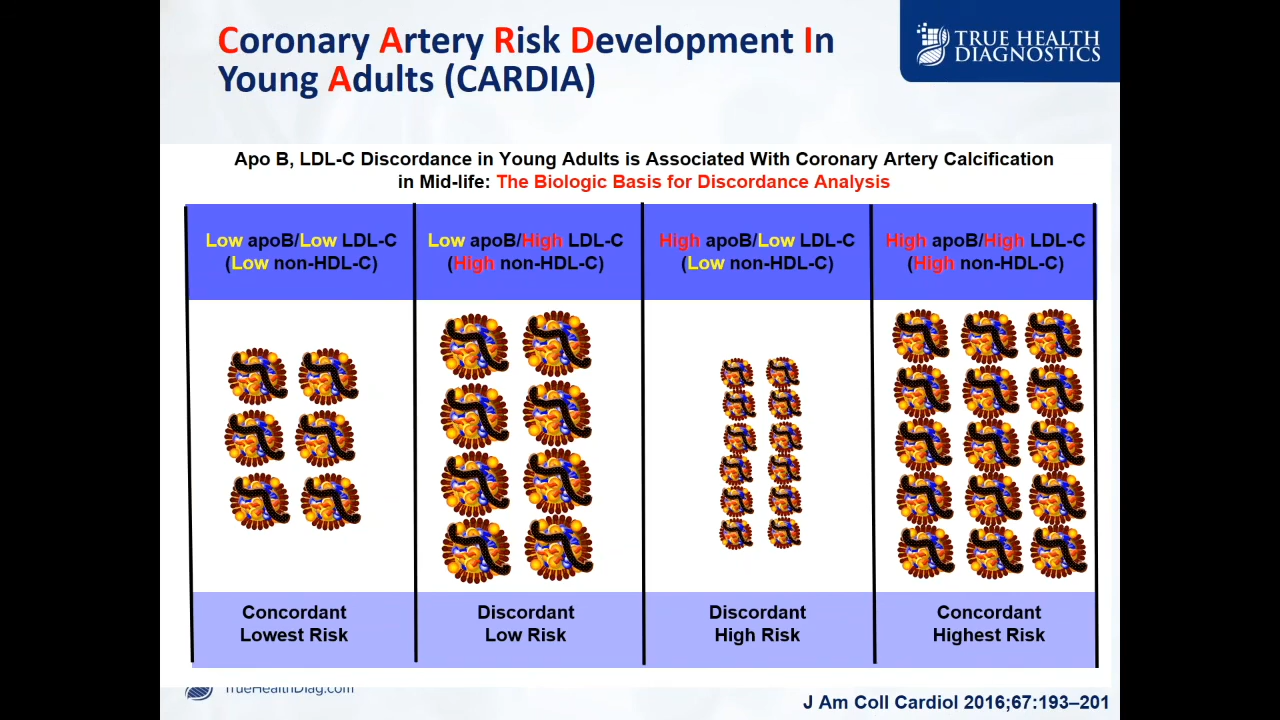 Coronary Artery Risk Development In
Young Adults (CARDIA)
TRUE HEALTH
DIAGNOSTICS
Apo B, LDL-C Discordance in Young Adults is Associated With Coronary Artery Calcification
in Mid-life: The Biologic Basis for Discordance Analysis
Low apoB/Low LDL-C
(Low non-HDL-C)
Low apoB/High LDL-C
(High non-HDL-C)
High apoB/Low LDL-C
(Low non-HDL-C)
High apoB/High LDL-C
(High non-HDL-C)
Concordant
Lowest Risk
Discordant
Low Risk
Discordant
High Risk
Concordant
Highest Risk
TrueHealthDiag.com
J Am Coll Cardiol 2016;67:193–201